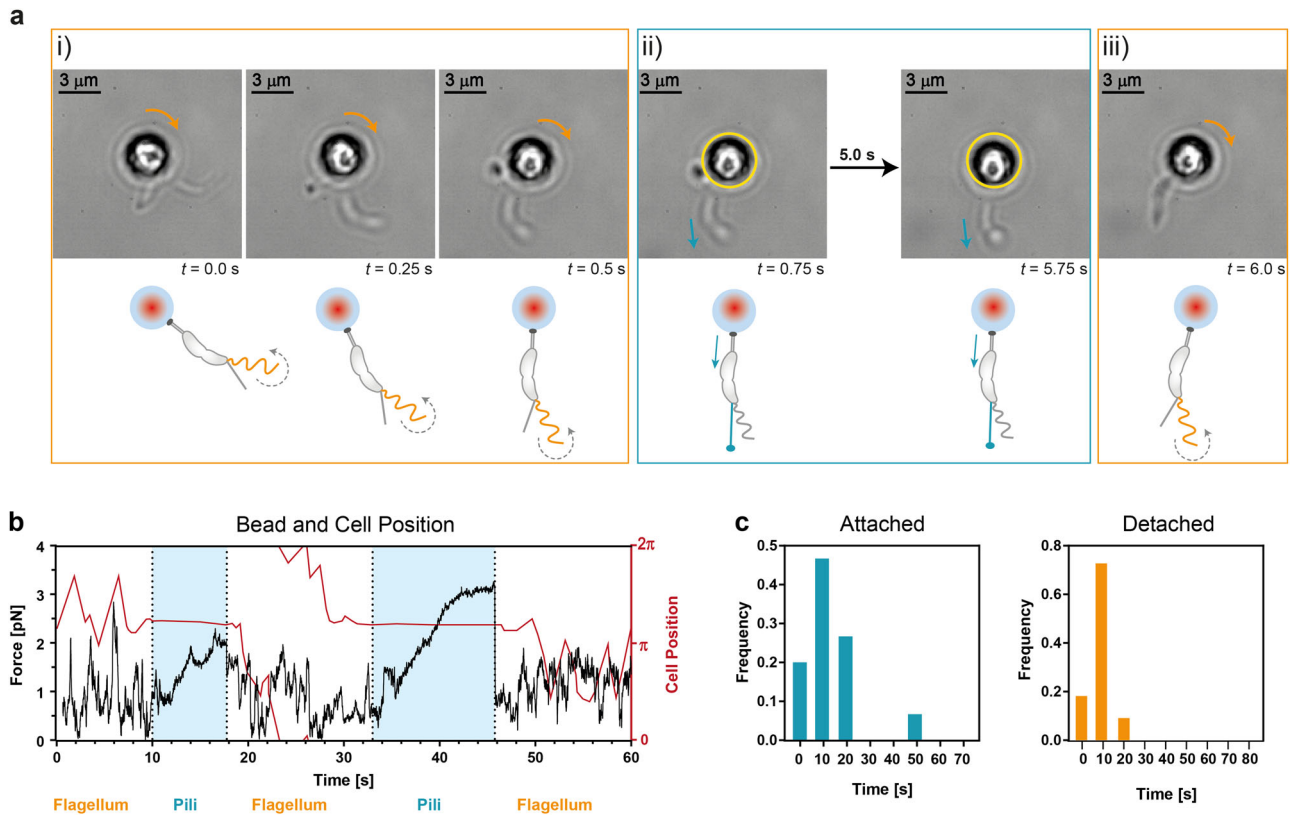 a
i)
ii)
iii)
3 µm
3 µm
3 µm
3 µm
3 µm
3 µm
5.0 s
t = 0.0 s
t = 0.25 s
t = 0.5 s
t = 0.75 s
t = 5.75 s
t = 6.0 s
b
Bead and Cell Position
4
3
2
1
0
Force [pN]
2π
π
0
Cell Position
0 10 20 30 40 50 60
Time [s]
Flagellum Pili Flagellum Pili Flagellum
c
Attached
0.5
0.4
0.3
0.2
0.1
0.0
Frequency
0 10 20 30 40 50 60 70
Time [s]
Detached
0.8
0.6
0.4
0.2
0.0
Frequency
0 10 20 30 40 50 60 70 80
Time [s]